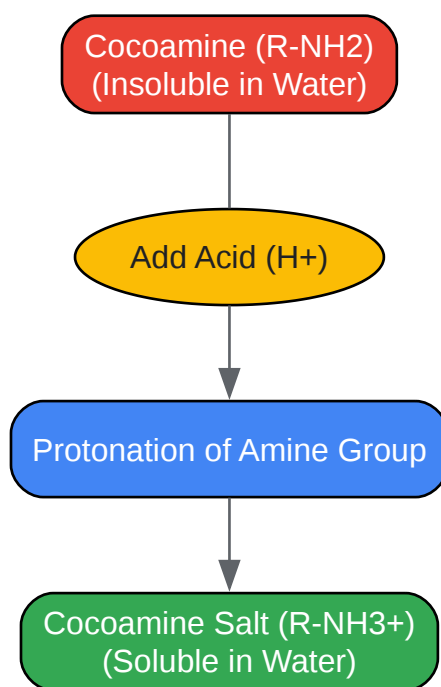 Cocoamine (R-NH2)
(Insoluble in Water)
Add Acid (H+)
Protonation of Amine Group
Cocoamine Salt (R-NH3+)
(Soluble in Water)